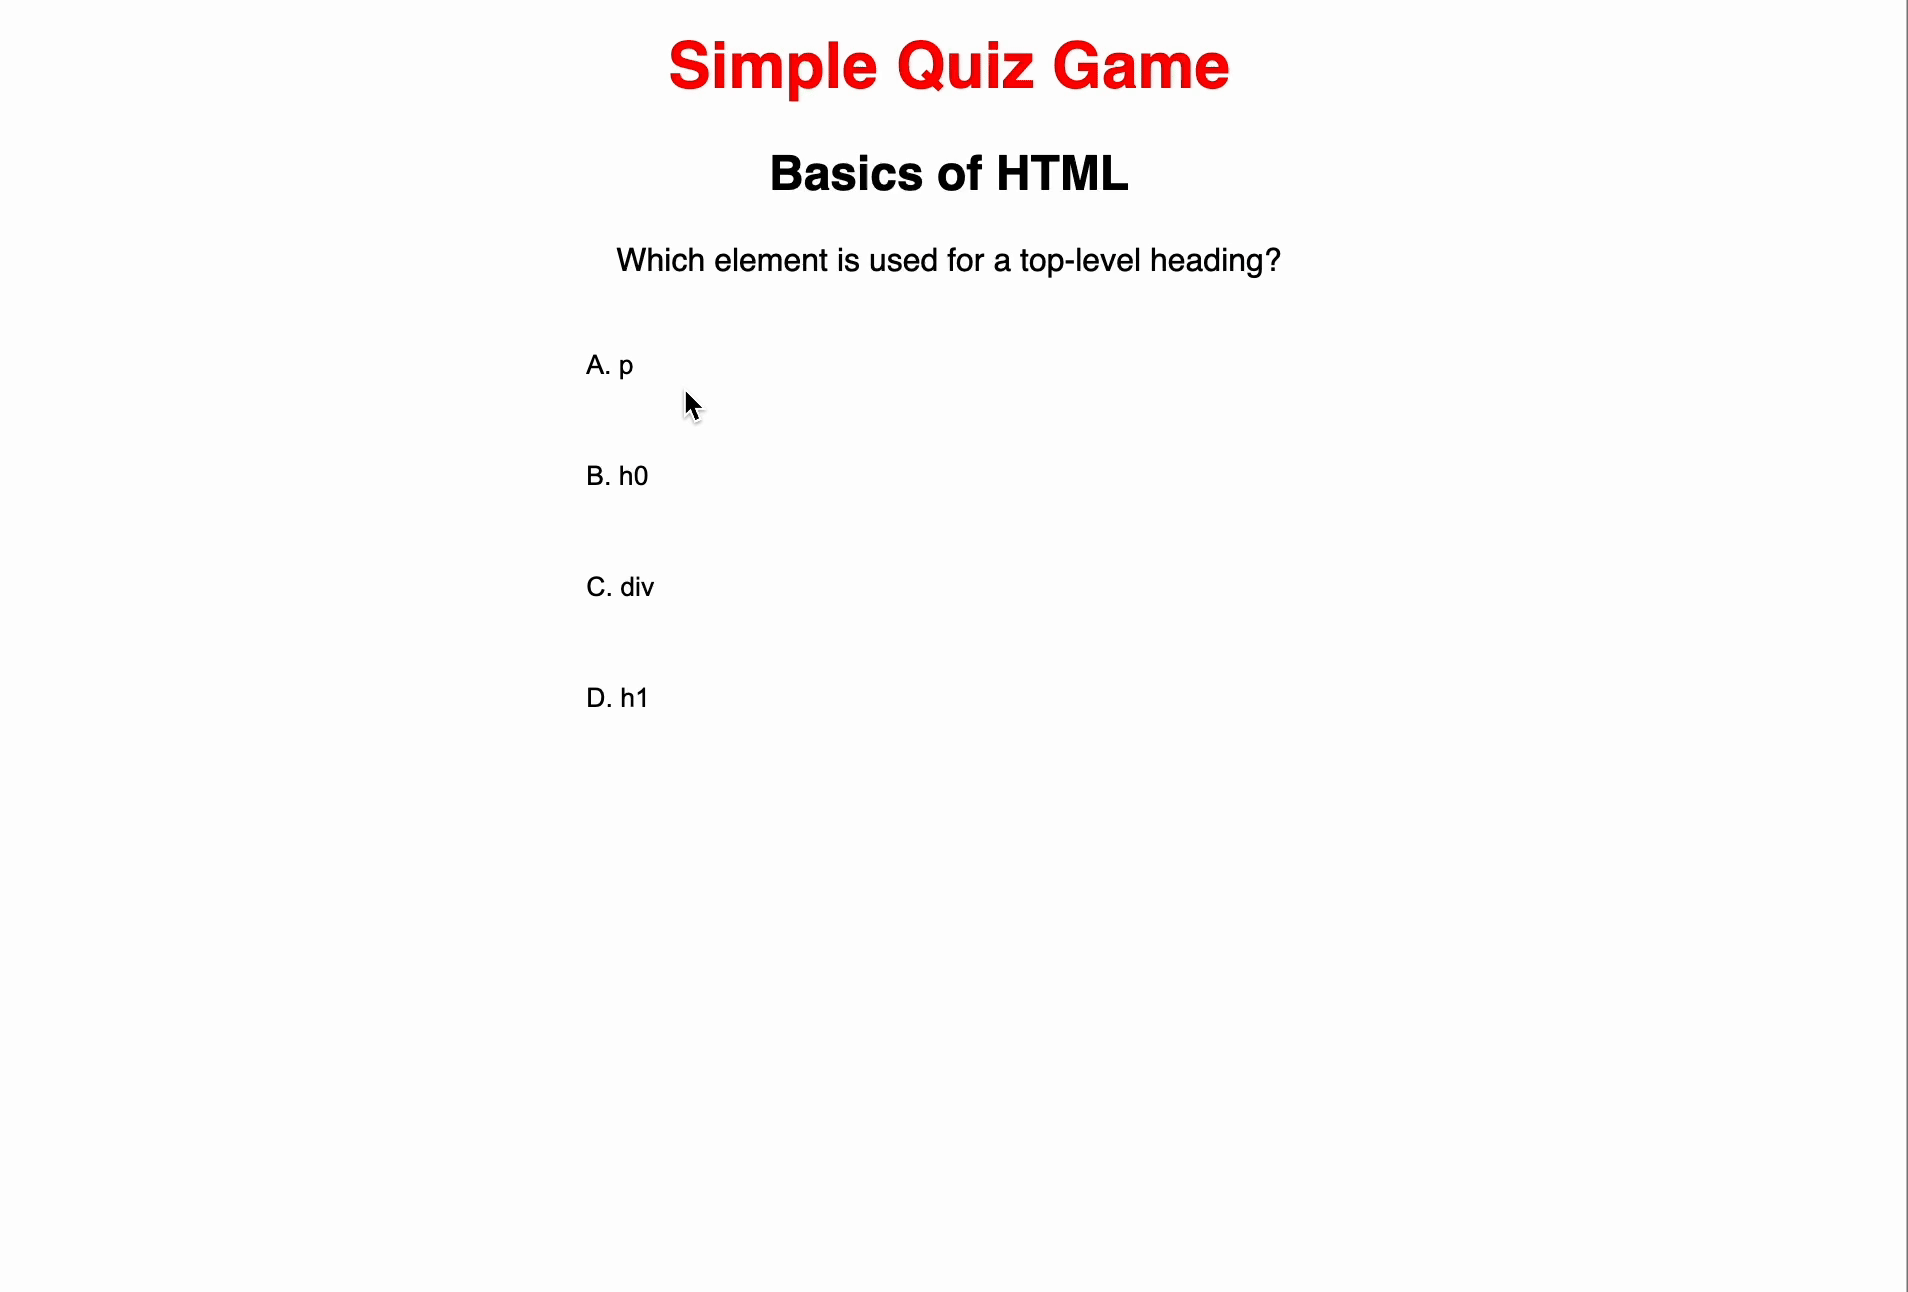 Simple Quiz Game
Basics of HTML
Which element is used for a top-level heading?
A. p
B. h0
C. div
D. h1